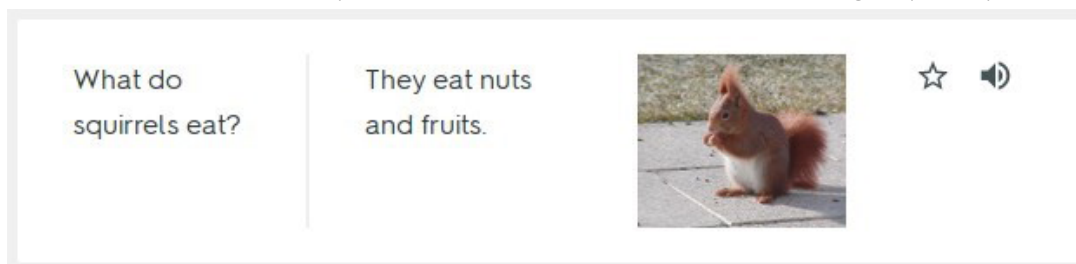 What do
squirrels eat?
They eat nuts
and fruits.